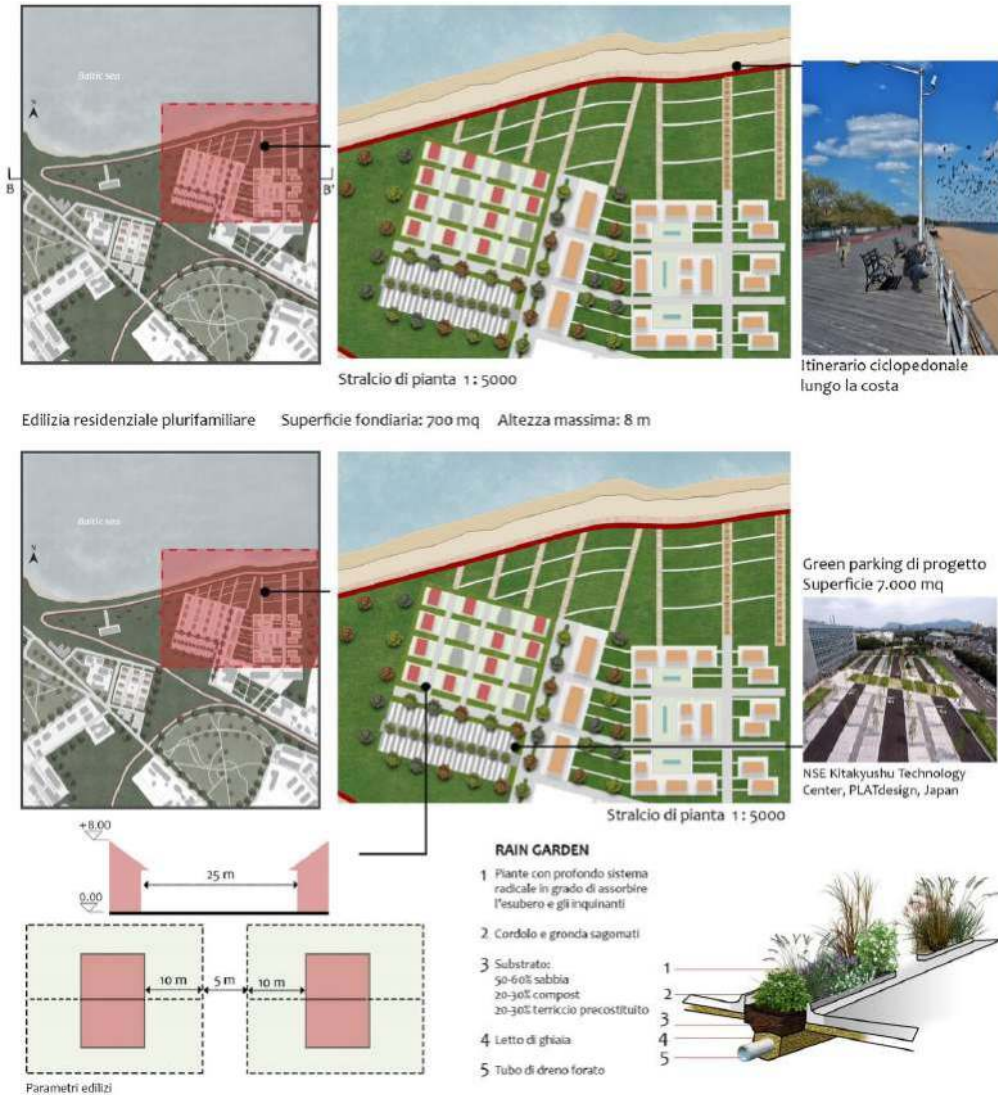 Baltic sea
N
B
B'
Stralcio di pianta 1:5000
Itinerario ciclopedonale
lungo la costa
Edilizia residenziale plurifamiliare Superficie fondiaria: 700 mq Altezza massima: 8 m
Baltic sea
N
Green parking di progetto
Superficie 7.000 mq
NSE Kitakyushu Technology
Center, PLATdesign, Japan
Stralcio di pianta 1:5000
+8.00
25 m
0.00
10 m
5 m
10 m
Parametri edilizi
RAIN GARDEN
1 Piante con profondo sistema
radicale in grado di assorbire
l'esubero e gli inquinanti
2 Cordolo e gronda sagomati
3 Substrato:
50-60% sabbia
20-30% compost
20-30% terriccio precostituito
4 Letto di ghiaia
5 Tubo di dreno forato
1
2
3
4
5